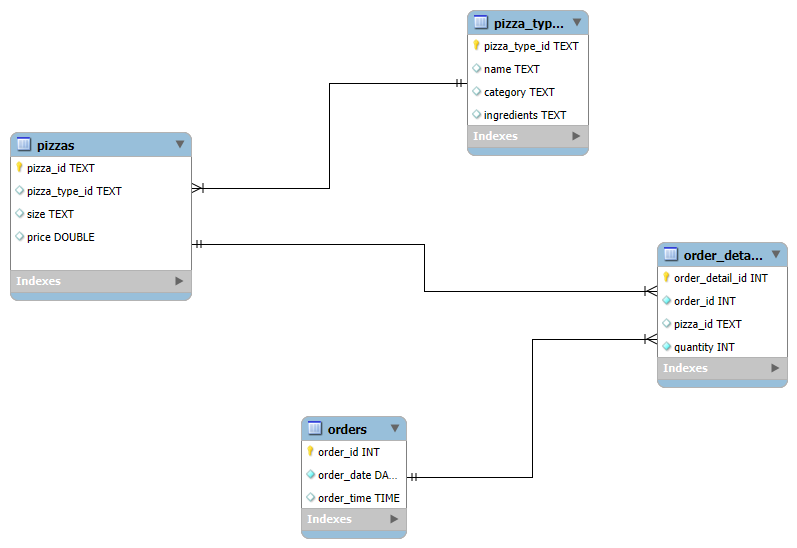 pizza_typ...
pizza_type_id TEXT
name TEXT
category TEXT
ingredients TEXT
Indexes
pizzas
pizza_id TEXT
pizza_type_id TEXT
size TEXT
price DOUBLE
Indexes
order_deta...
order_detail_id INT
order_id INT
pizza_id TEXT
quantity INT
Indexes
orders
order_id INT
order_date DA...
order_time TIME
Indexes